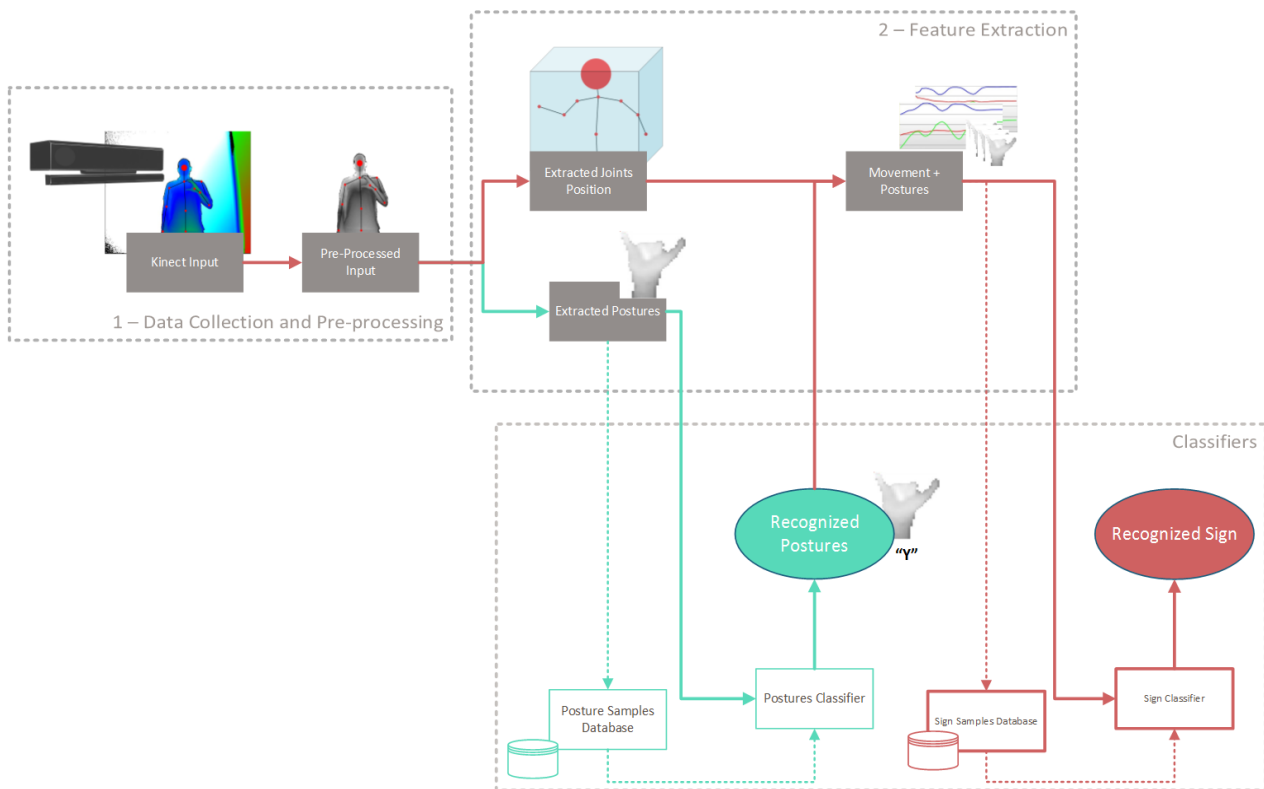 2 – Feature Extraction
Extracted Joints
Position
Movement +
Postures
Kinect Input
Pre-Processed
Input
Extracted Postures
1 – Data Collection and Pre-processing
Classifiers
Recognized
Postures
"Y"
Recognized Sign
Posture Samples
Database
Postures Classifier
Sign Samples Database
Sign Classifier